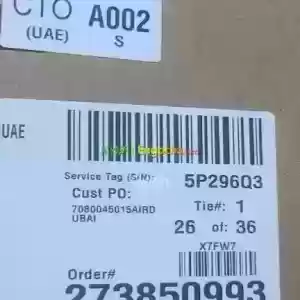 CTO A002
(UAE) S
UAE
Service Tag (S/N): 5P296Q3
Cust PO: Tie#: 1
7080045015AIRD
UBAI
26 of: 36
X7FW7
Order#
273850993